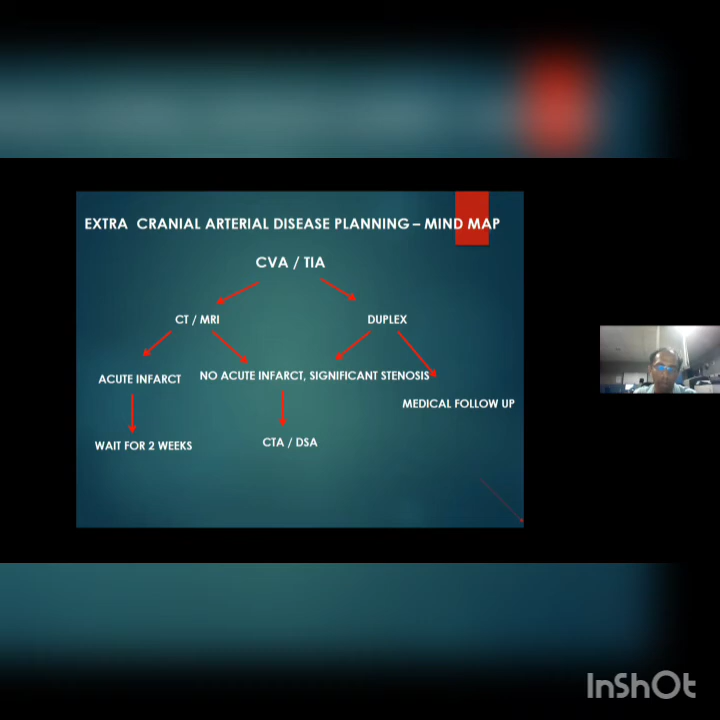 EXTRA CRANIAL ARTERIAL DISEASE PLANNING – MIND MAP
CVA / TIA
CT / MRI
DUPLEX
ACUTE INFARCT
NO ACUTE INFARCT, SIGNIFICANT STENOSIS
MEDICAL FOLLOW UP
WAIT FOR 2 WEEKS
CTA / DSA
InShOt